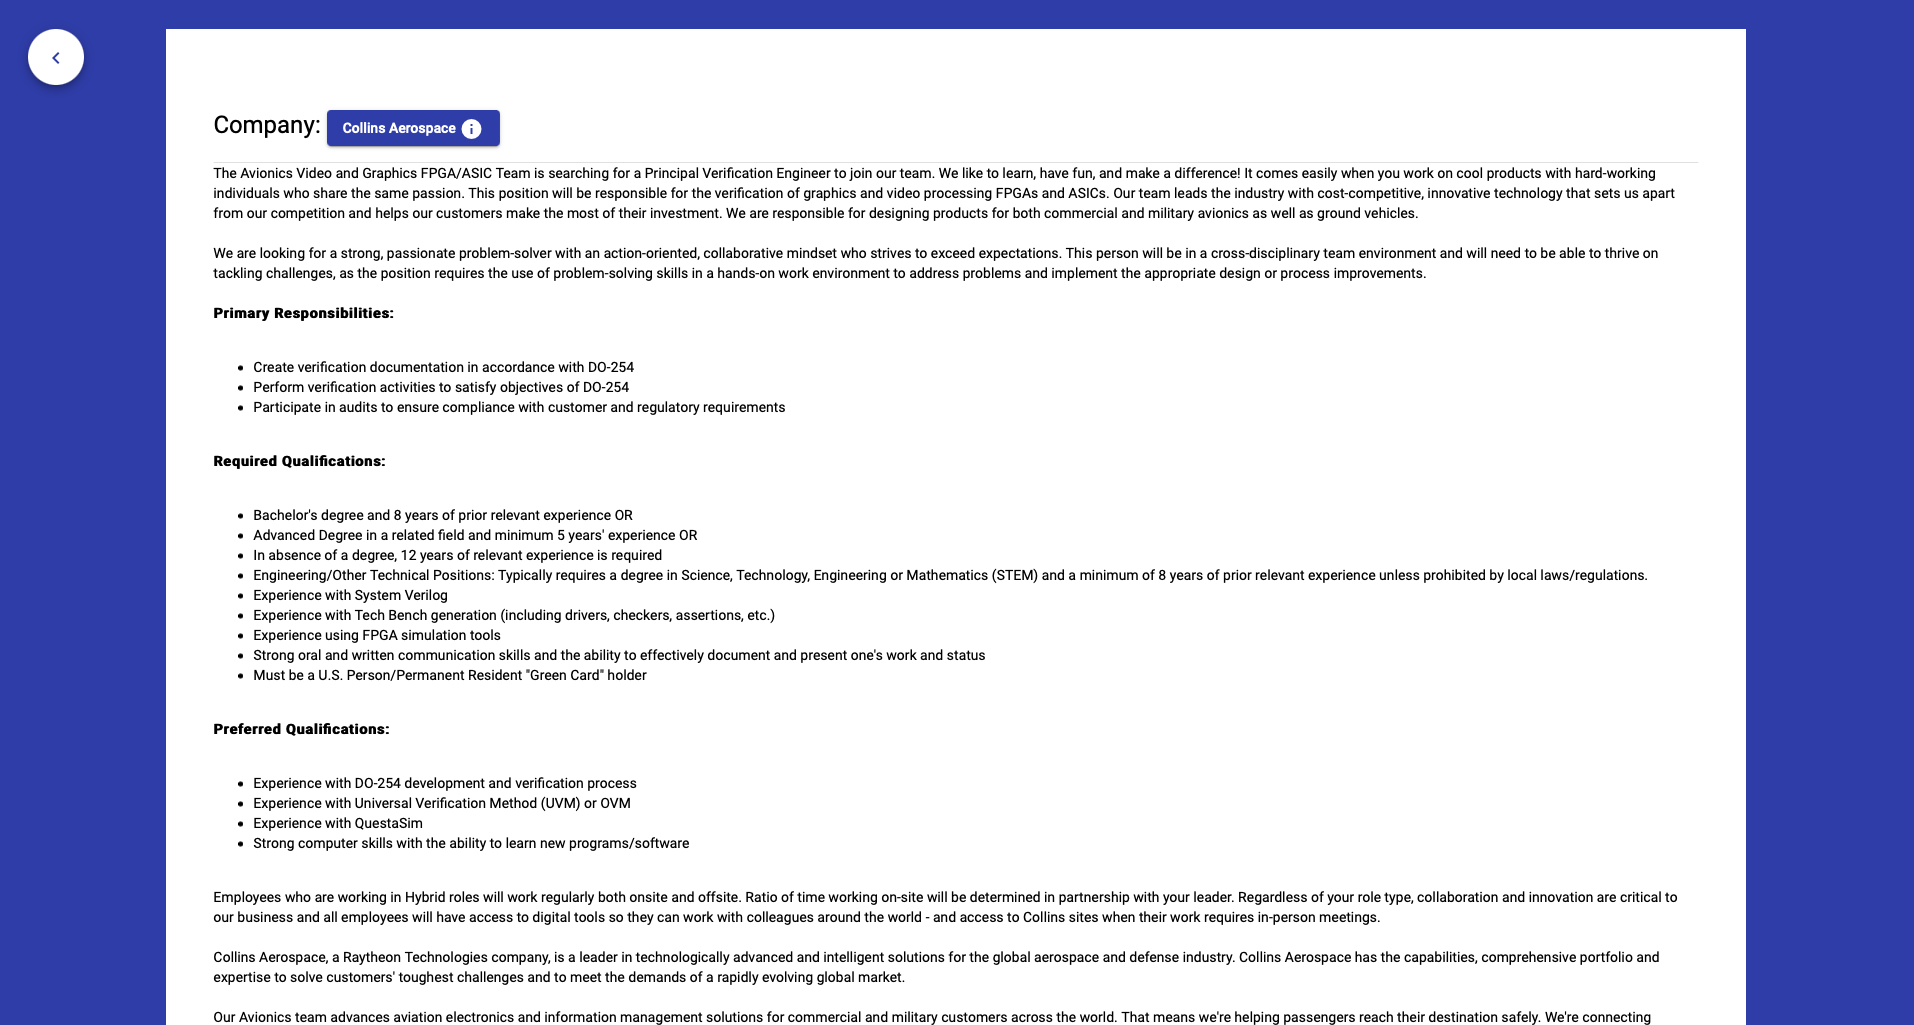 Company: Collins Aerospace
The Avionics Video and Graphics FPGA/ASIC Team is searching for a Principal Verification Engineer to join our team. We like to learn, have fun, and make a difference! It comes easily when you work on cool products with hard-working
individuals who share the same passion. This position will be responsible for the verification of graphics and video processing FPGAs and ASICs. Our team leads the industry with cost-competitive, innovative technology that sets us apart
from our competition and helps our customers make the most of their investment. We are responsible for designing products for both commercial and military avionics as well as ground vehicles.
We are looking for a strong, passionate problem-solver with an action-oriented, collaborative mindset who strives to exceed expectations. This person will be in a cross-disciplinary team environment and will need to be able to thrive on
tackling challenges, as the position requires the use of problem-solving skills in a hands-on work environment to address problems and implement the appropriate design or process improvements.
Primary Responsibilities:
• Create verification documentation in accordance with DO-254
• Perform verification activities to satisfy objectives of DO-254
• Participate in audits to ensure compliance with customer and regulatory requirements
Required Qualifications:
• Bachelor's degree and 8 years of prior relevant experience OR
• Advanced Degree in a related field and minimum 5 years' experience OR
• In absence of a degree, 12 years of relevant experience is required
• Engineering/Other Technical Positions: Typically requires a degree in Science, Technology, Engineering or Mathematics (STEM) and a minimum of 8 years of prior relevant experience unless prohibited by local laws/regulations.
• Experience with System Verilog
• Experience with Tech Bench generation (including drivers, checkers, assertions, etc.)
• Experience using FPGA simulation tools
• Strong oral and written communication skills and the ability to effectively document and present one's work and status
• Must be a U.S. Person/Permanent Resident "Green Card" holder
Preferred Qualifications:
• Experience with DO-254 development and verification process
• Experience with Universal Verification Method (UVM) or OVM
• Experience with QuestaSim
• Strong computer skills with the ability to learn new programs/software
Employees who are working in Hybrid roles will work regularly both onsite and offsite. Ratio of time working on-site will be determined in partnership with your leader. Regardless of your role type, collaboration and innovation are critical to
our business and all employees will have access to digital tools so they can work with colleagues around the world - and access to Collins sites when their work requires in-person meetings.
Collins Aerospace, a Raytheon Technologies company, is a leader in technologically advanced and intelligent solutions for the global aerospace and defense industry. Collins Aerospace has the capabilities, comprehensive portfolio and
expertise to solve customers' toughest challenges and to meet the demands of a rapidly evolving global market.
Our Avionics team advances aviation electronics and information management solutions for commercial and military customers across the world. That means we're helping passengers reach their destination safely. We're connecting